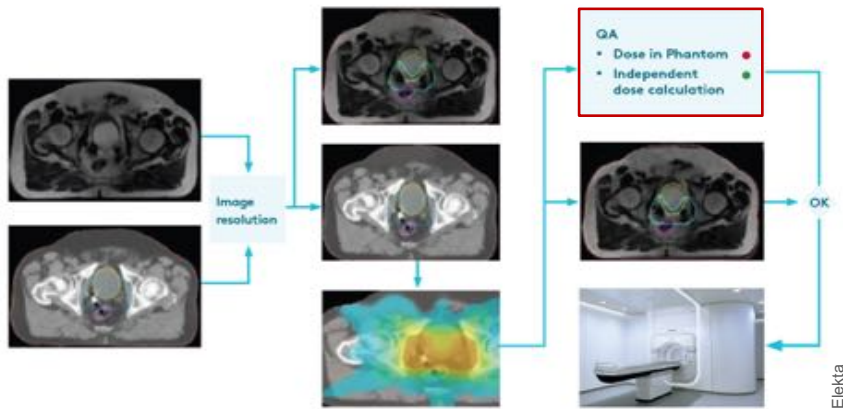 QA
• Dose in Phantom
• Independent
dose calculation
Image
resolution
OK
Elekta